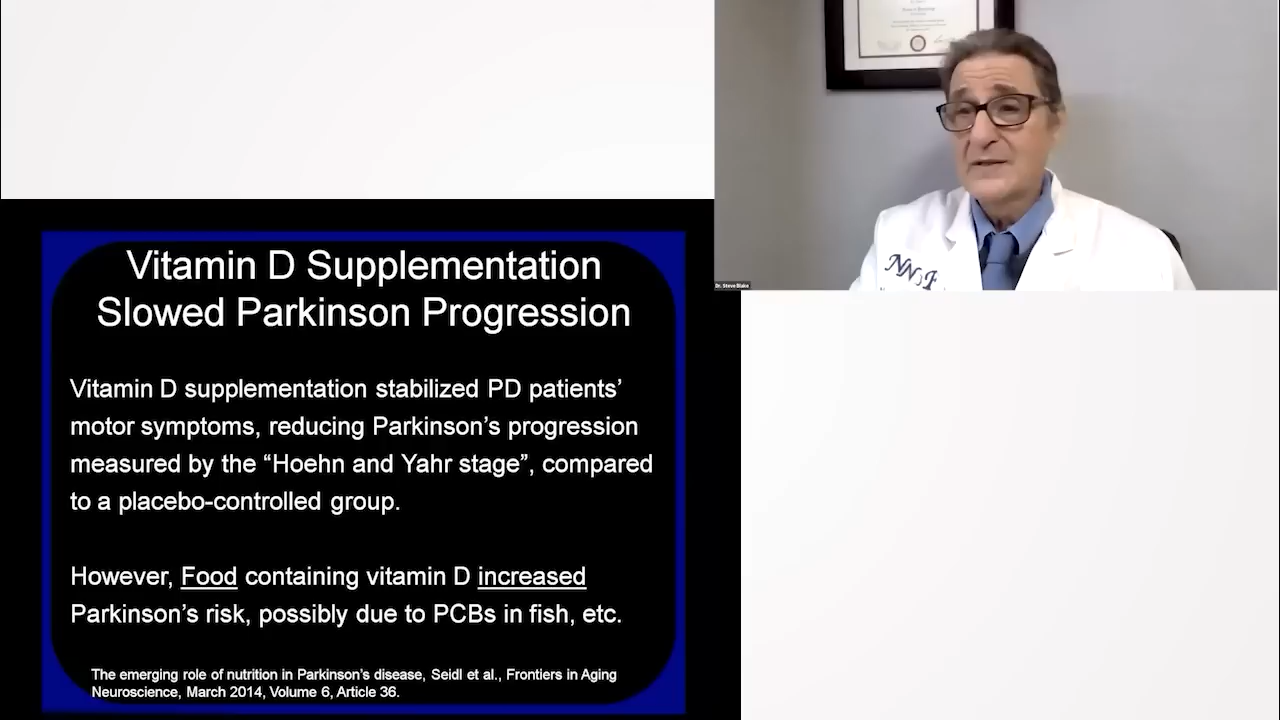 Vitamin D Supplementation
Slowed Parkinson Progression
Vitamin D supplementation stabilized PD patients’
motor symptoms, reducing Parkinson’s progression
measured by the “Hoehn and Yahr stage”, compared
to a placebo-controlled group.
However, Food containing vitamin D increased
Parkinson’s risk, possibly due to PCBs in fish, etc.
The emerging role of nutrition in Parkinson’s disease, Seidl et al., Frontiers in Aging
Neuroscience, March 2014, Volume 6, Article 36.
Dr. Steve Blake